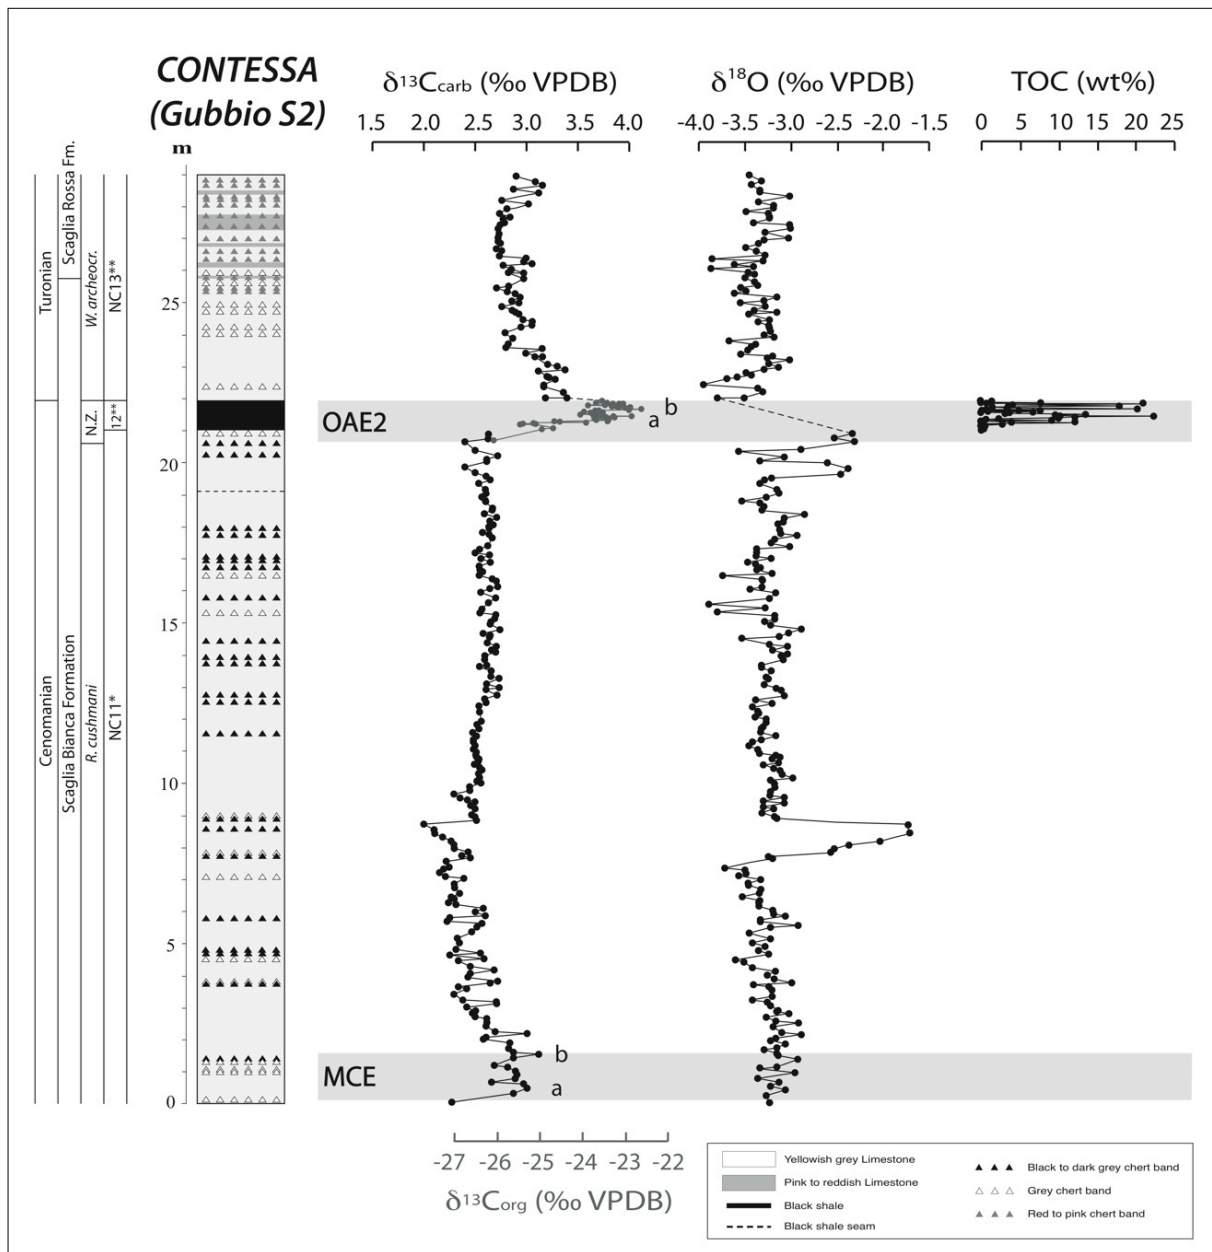 CONTESSA
(Gubbio S2)
δ¹³Ccarb (‰ VPDB)
δ¹⁸O (‰ VPDB)
TOC (wt%)
1.5 2.0 2.5 3.0 3.5 4.0
-4.0 -3.5 -3.0 -2.5 -2.0 -1.5
0 5 10 15 20 25
m
25
20
15
10
5
0
Turonian
Cenomanian
Scaglia Rossa Fm.
Scaglia Bianca Formation
W. archeocr.
N.Z.
R. cushmani
NC13**
12**
NC11*
OAE2
b
a
MCE
b
a
-27 -26 -25 -24 -23 -22
δ¹³Corg (‰ VPDB)
Yellowish grey Limestone
Pink to reddish Limestone
Black shale
Black shale seam
Black to dark grey chert band
Grey chert band
Red to pink chert band